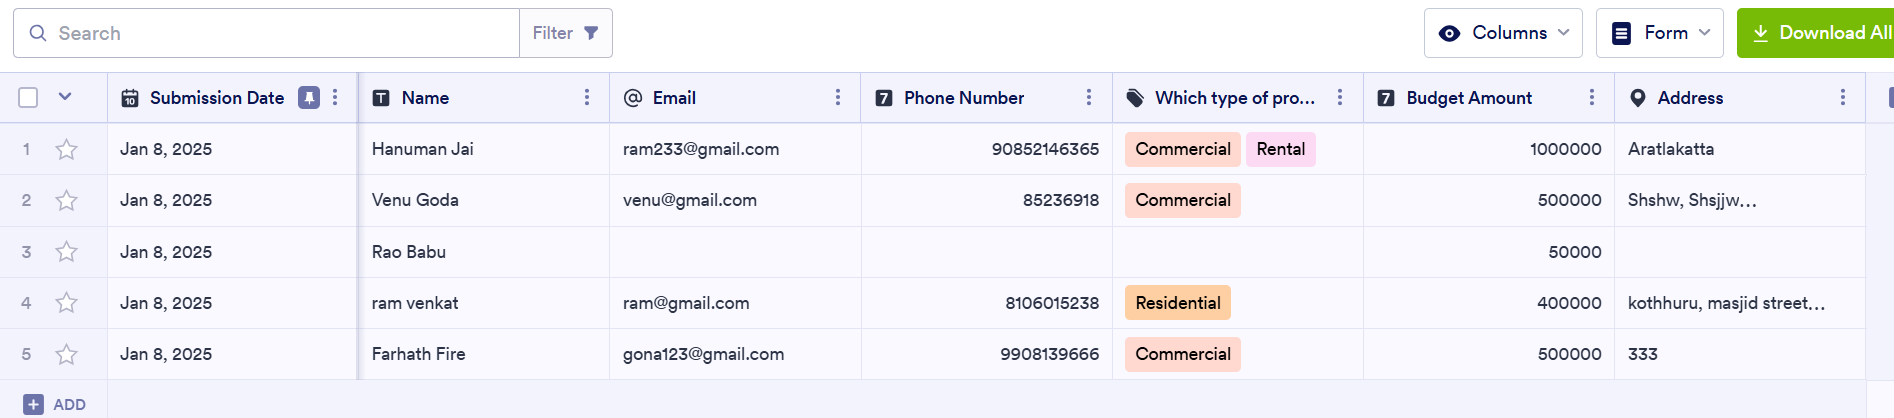 Search Filter Columns Form Download All
Submission Date Name Email Phone Number Which type of pro... Budget Amount Address
1 Jan 8, 2025 Hanuman Jai ram233@gmail.com 90852146365 Commercial Rental 1000000 Aratlakatta
2 Jan 8, 2025 Venu Goda venu@gmail.com 85236918 Commercial 500000 Shshw, Shsjjw...
3 Jan 8, 2025 Rao Babu 50000
4 Jan 8, 2025 ram venkat ram@gmail.com 8106015238 Residential 400000 kothhuru, masjid street...
5 Jan 8, 2025 Farhath Fire gona123@gmail.com 9908139666 Commercial 500000 333
ADD